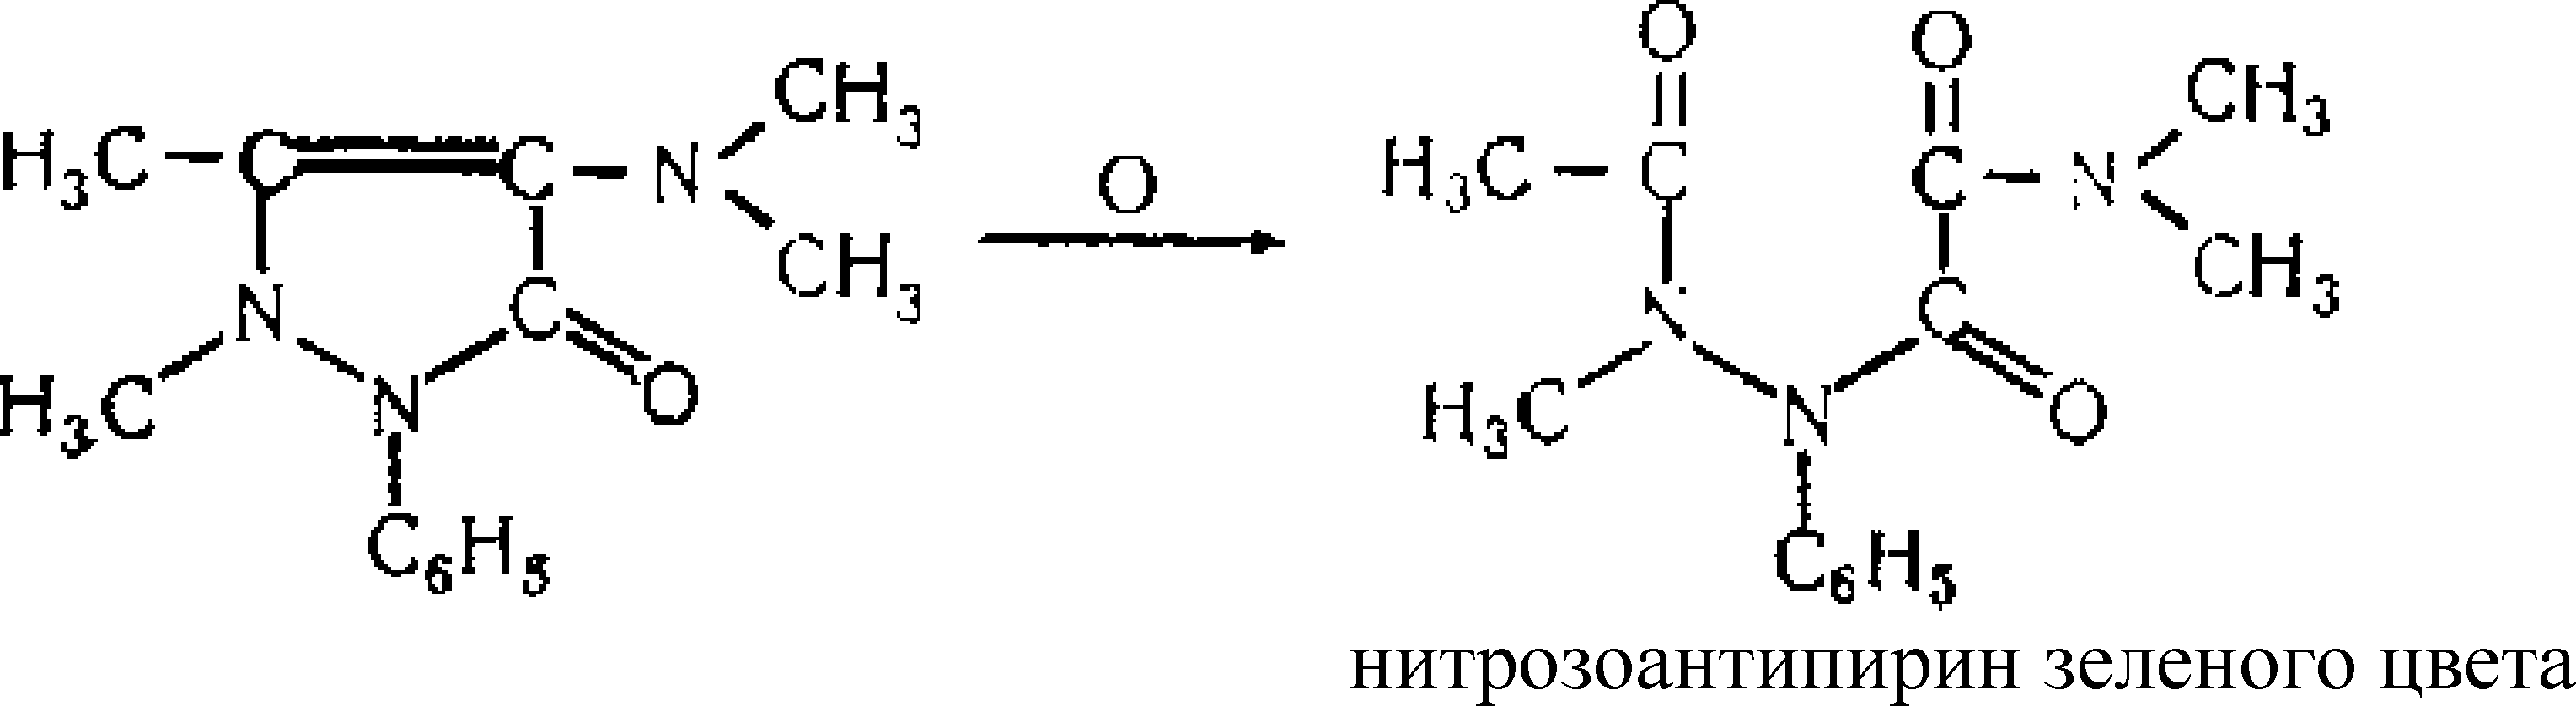 O O
CH₃ CH₃
H₃C – C = C – N H₃C – C C – N
O
CH₃ CH₃
N C C
H₃C N O N O
H₃C N
C₆H₅ C₆H₅
нитрозоантипирин зеленого цвета